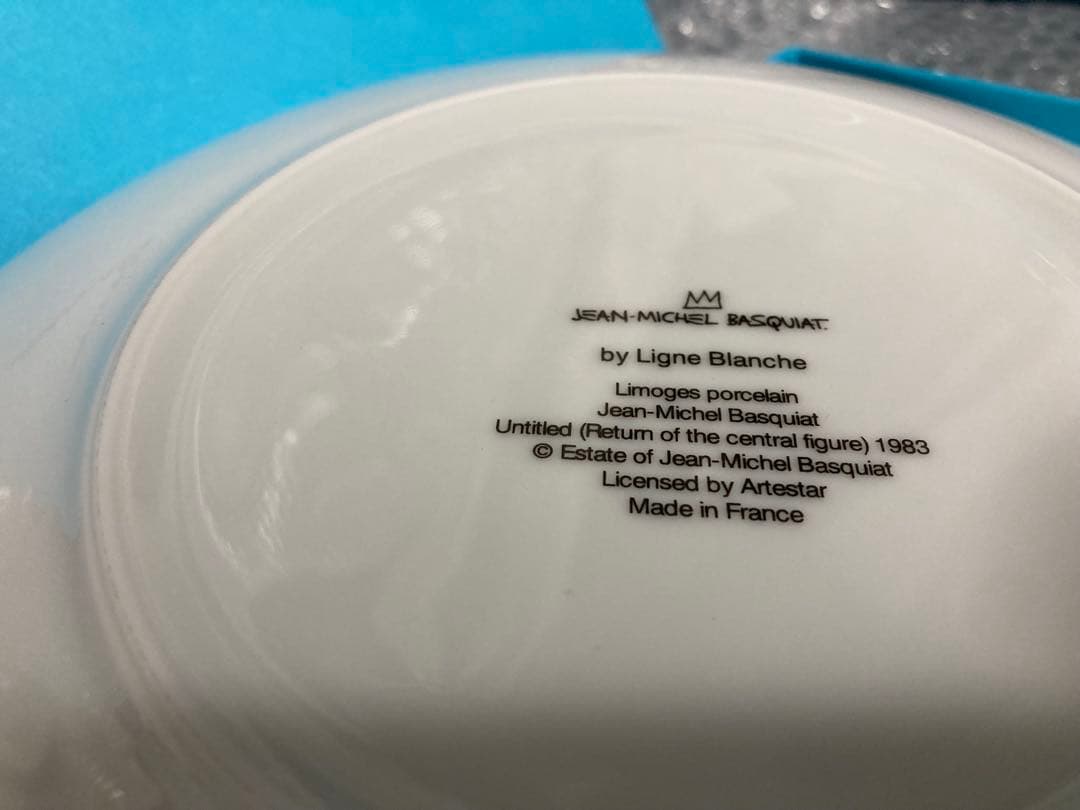 JEAN-MICHEL BASQUIAT.
by Ligne Blanche
Limoges porcelain
Jean-Michel Basquiat
Untitled (Return of the central figure) 1983
© Estate of Jean-Michel Basquiat
Licensed by Artestar
Made in France